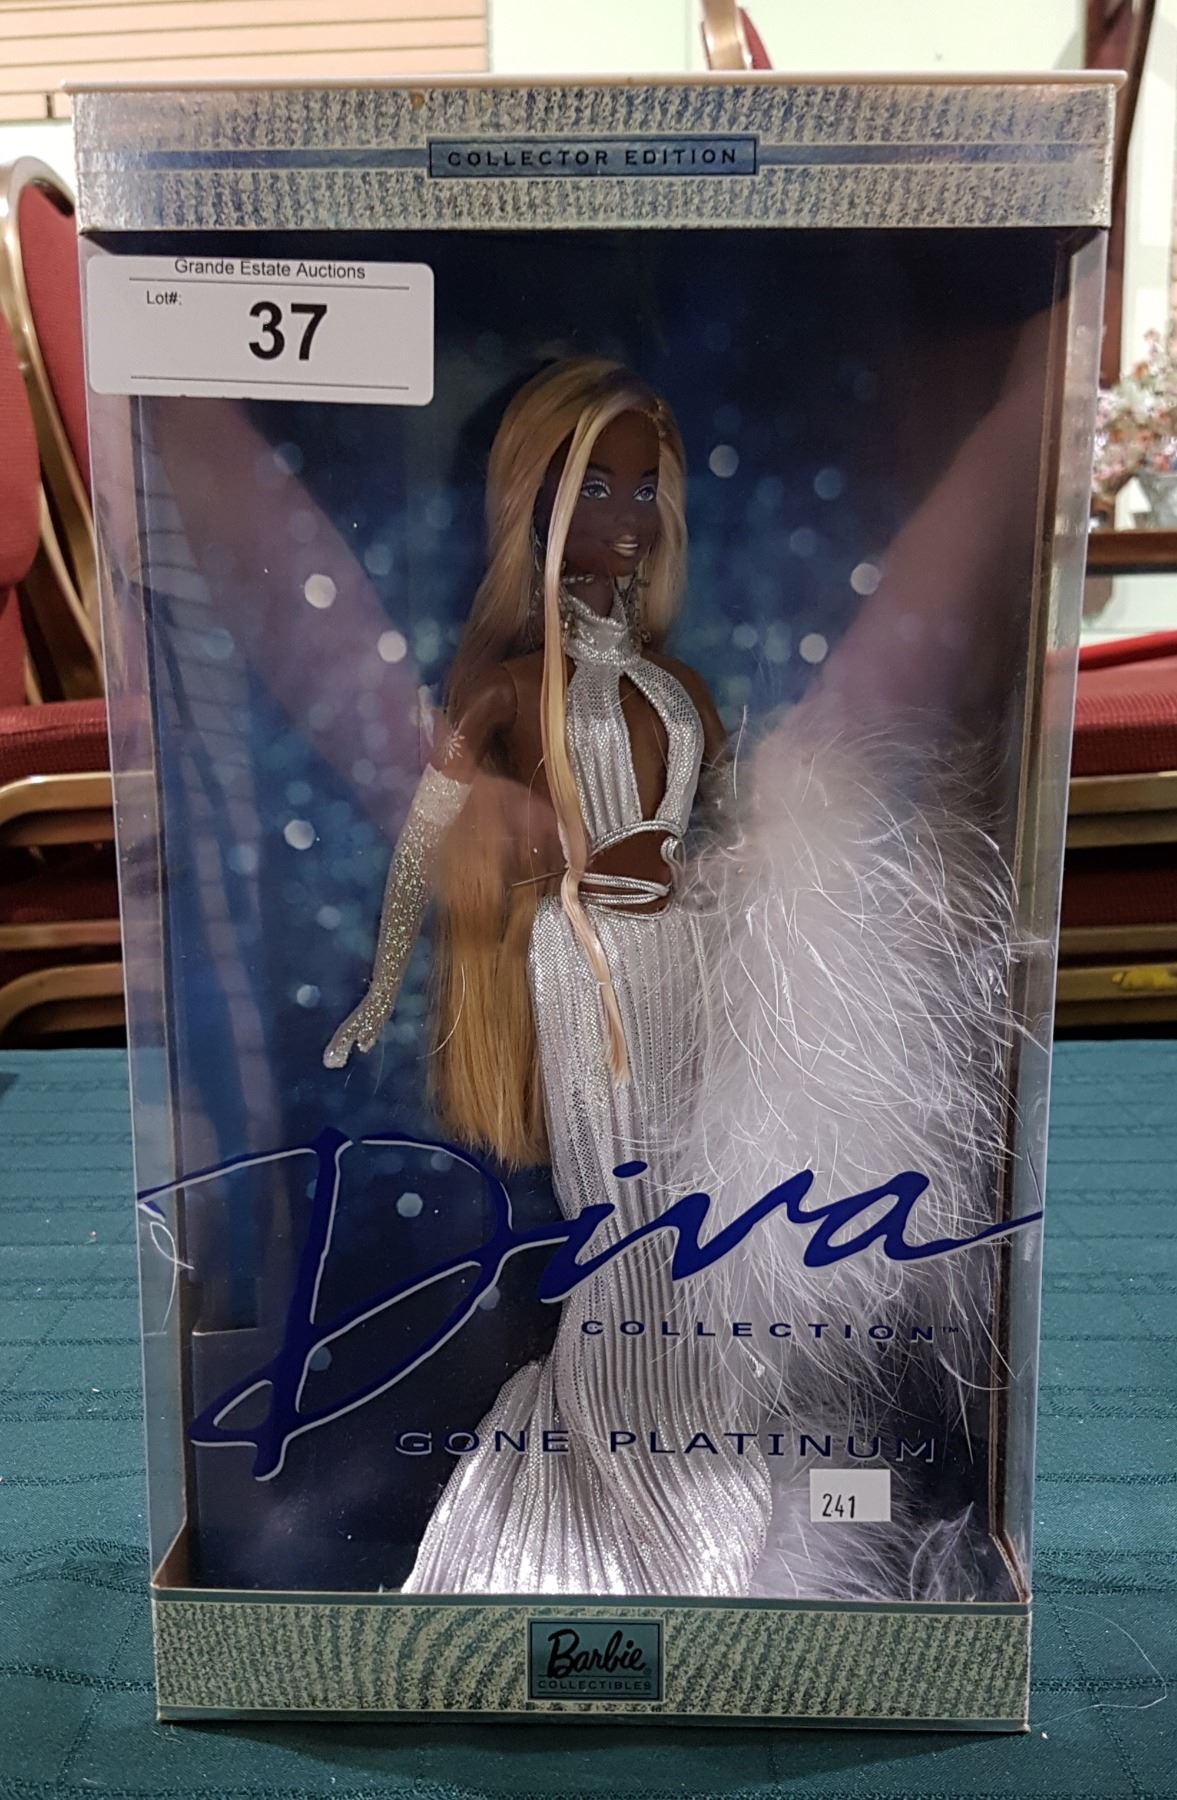 COLLECTOR EDITION
Grande Estate Auctions
Lot#:
37
Diva
COLLECTION™
GONE PLATINUM
241
Barbie®
COLLECTIBLES